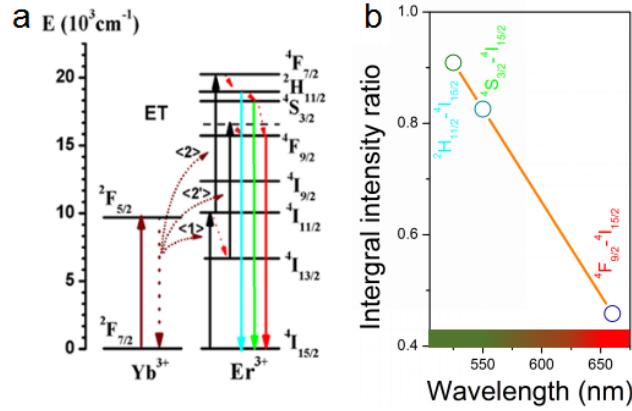 a
E (10³cm⁻¹)
20
15
10
5
0
ET
<2>
<2'>
<1>
²F₅/₂
²F₇/₂
Yb³⁺
⁴F₇/₂
²H₁₁/₂
⁴S₃/₂
⁴F₉/₂
⁴I₉/₂
⁴I₁₁/₂
⁴I₁₃/₂
⁴I₁₅/₂
Er³⁺
b
Intergral intensity ratio
1.0
0.8
0.6
0.4
²H₁₁/₂-⁴I₁₅/₂
⁴S₃/₂-⁴I₁₅/₂
⁴F₉/₂-⁴I₁₅/₂
550
600
650
Wavelength (nm)